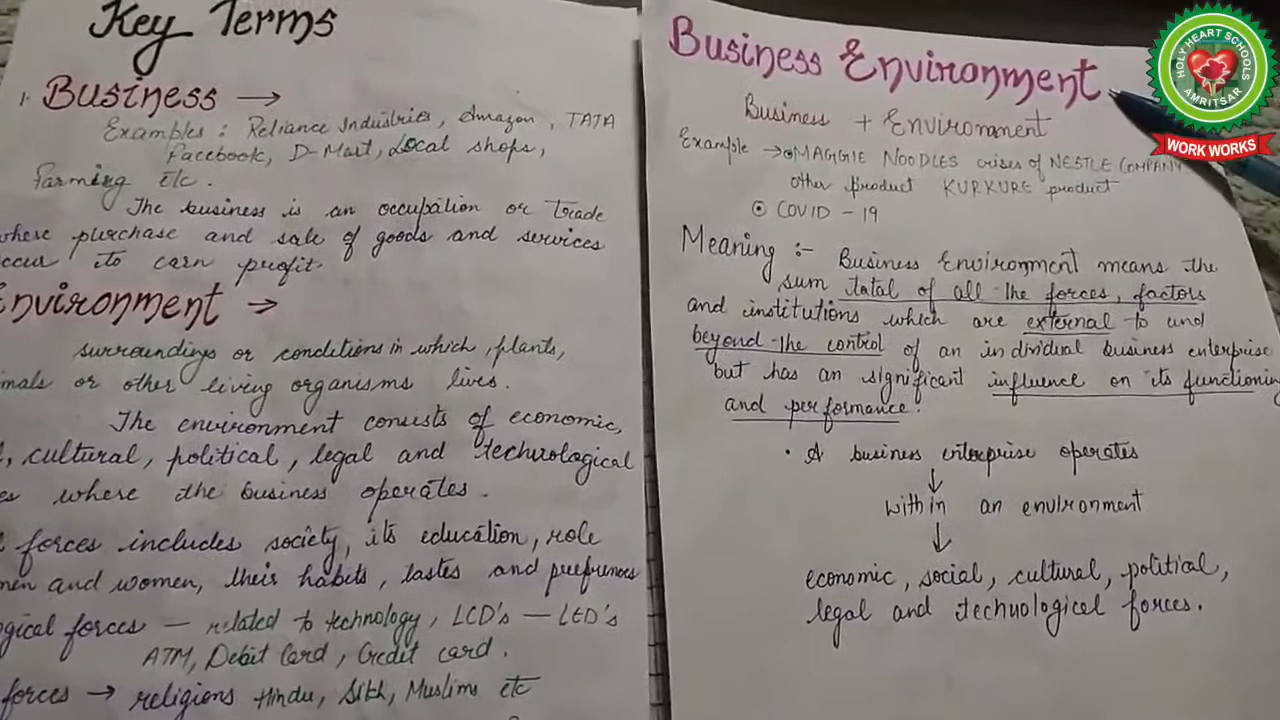 Key Terms
1. Business →
Examples : Reliance Industries, Amazon, TATA
Facebook, D-Mart, Local shops,
Farming etc.
The business is an occupation or trade
where purchase and sale of goods and services
occur to earn profit.
Environment →
surroundings or conditions in which, plants,
or other living organisms lives.
The environment consists of economic,
cultural, political, legal and technological
where the business operates.
forces includes society, its education, role
men and women, their habits, tastes and prefrences
forces — related to technology, LCD's — LED's
ATM, Debit Card, Credit card.
forces → religions Hindu, Sikh, Muslims etc
Business Environment
Business + Environment
Example → ⊙ MAGGIE NOODLES crises of NESTLE COMPANY
other product KURKURE product
⊙ COVID - 19
Meaning :- Business Environment means the
sum total of all the forces, factors
and institutions which are external to and
beyond the control of an individual business enterprise
but has an significant influence on its functioning
and performance.
• A business enterprise operates
↓
within an environment
↓
economic, social, cultural, political,
legal and technological forces.
HOLY HEART SCHOOLS
AMRITSAR
WORK WORKS